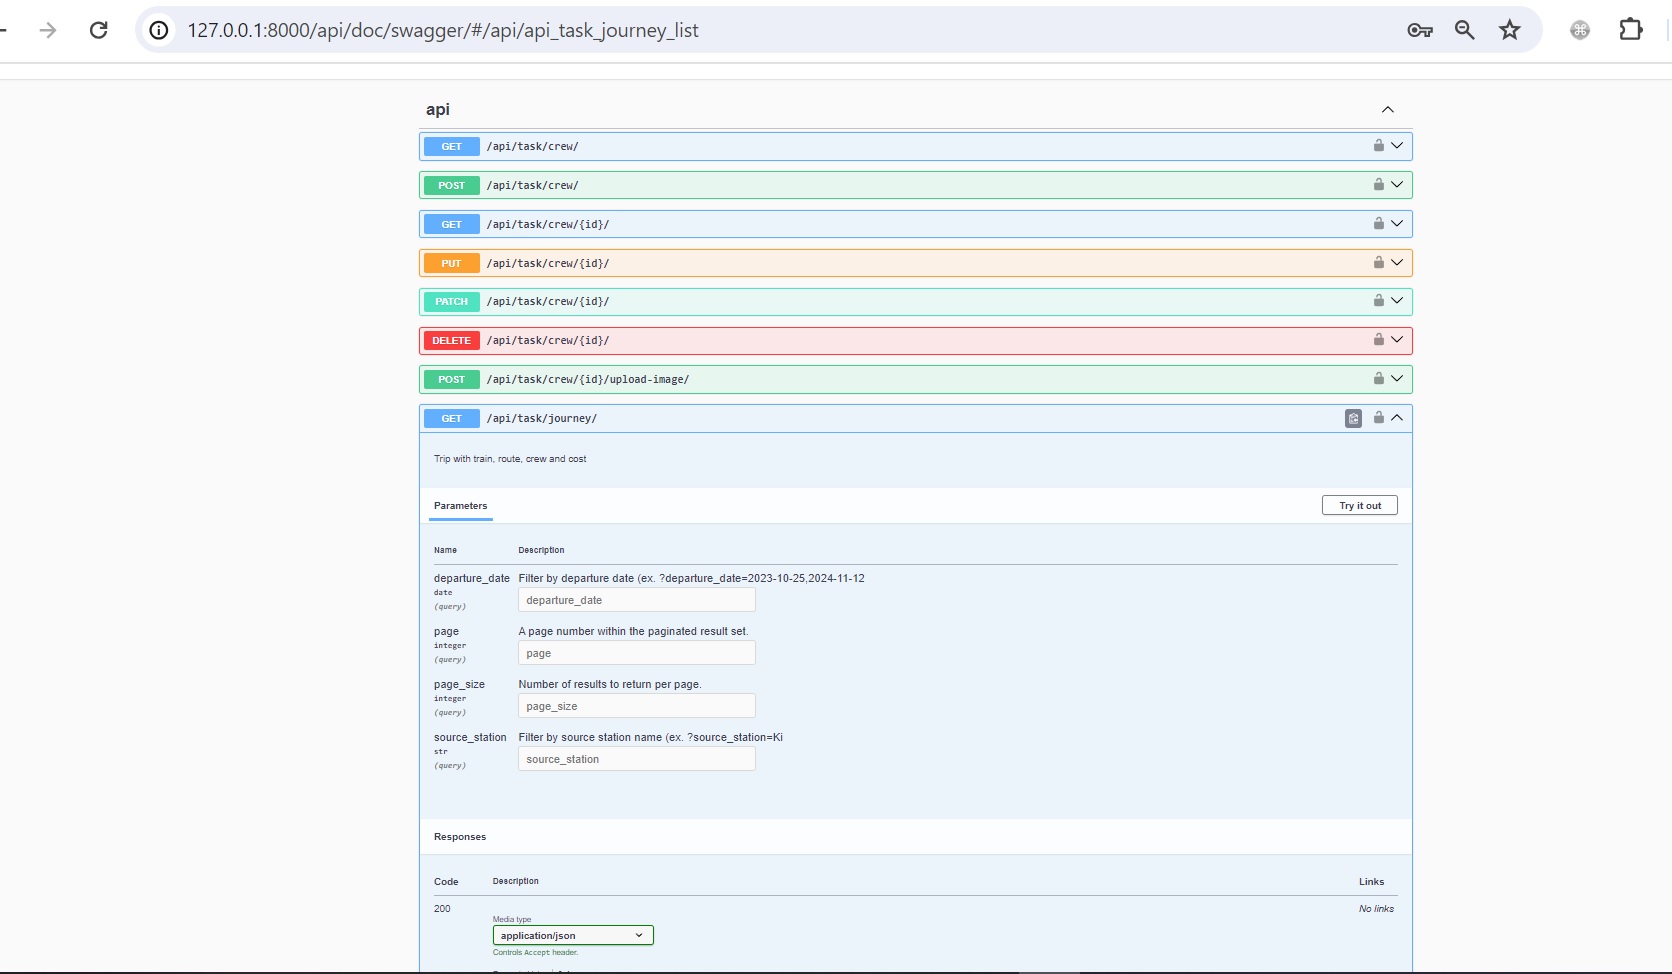 127.0.0.1:8000/api/doc/swagger/#/api/api_task_journey_list
api
GET /api/task/crew/
POST /api/task/crew/
GET /api/task/crew/{id}/
PUT /api/task/crew/{id}/
PATCH /api/task/crew/{id}/
DELETE /api/task/crew/{id}/
POST /api/task/crew/{id}/upload-image/
GET /api/task/journey/
Trip with train, route, crew and cost
Parameters Try it out
Name Description
departure_date Filter by departure date (ex. ?departure_date=2023-10-25,2024-11-12
date
(query)
departure_date
page A page number within the paginated result set.
integer
(query)
page
page_size Number of results to return per page.
integer
(query)
page_size
source_station Filter by source station name (ex. ?source_station=Ki
str
(query)
source_station
Responses
Code Description Links
200 No links
Media type
application/json
Controls Accept header.